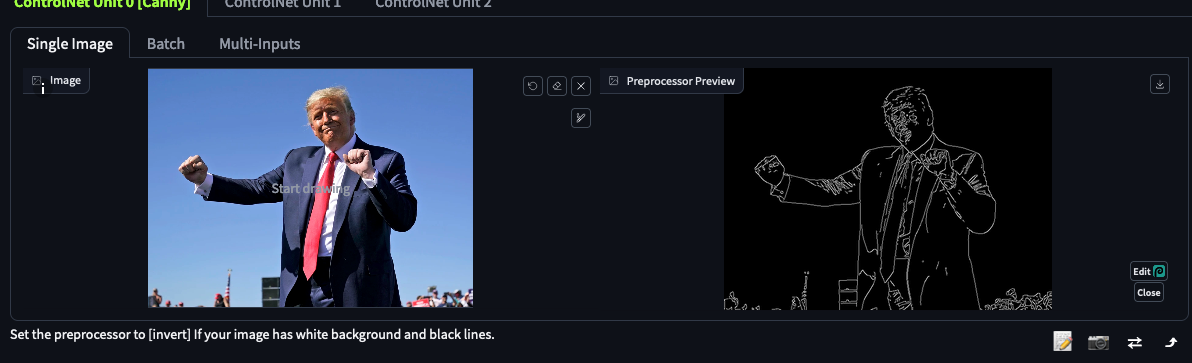 ControlNet Unit 0 [Canny] ControlNet Unit 1 ControlNet Unit 2
Single Image Batch Multi-Inputs
Image Preprocessor Preview
Start drawing
Edit
Close
Set the preprocessor to [invert] If your image has white background and black lines.